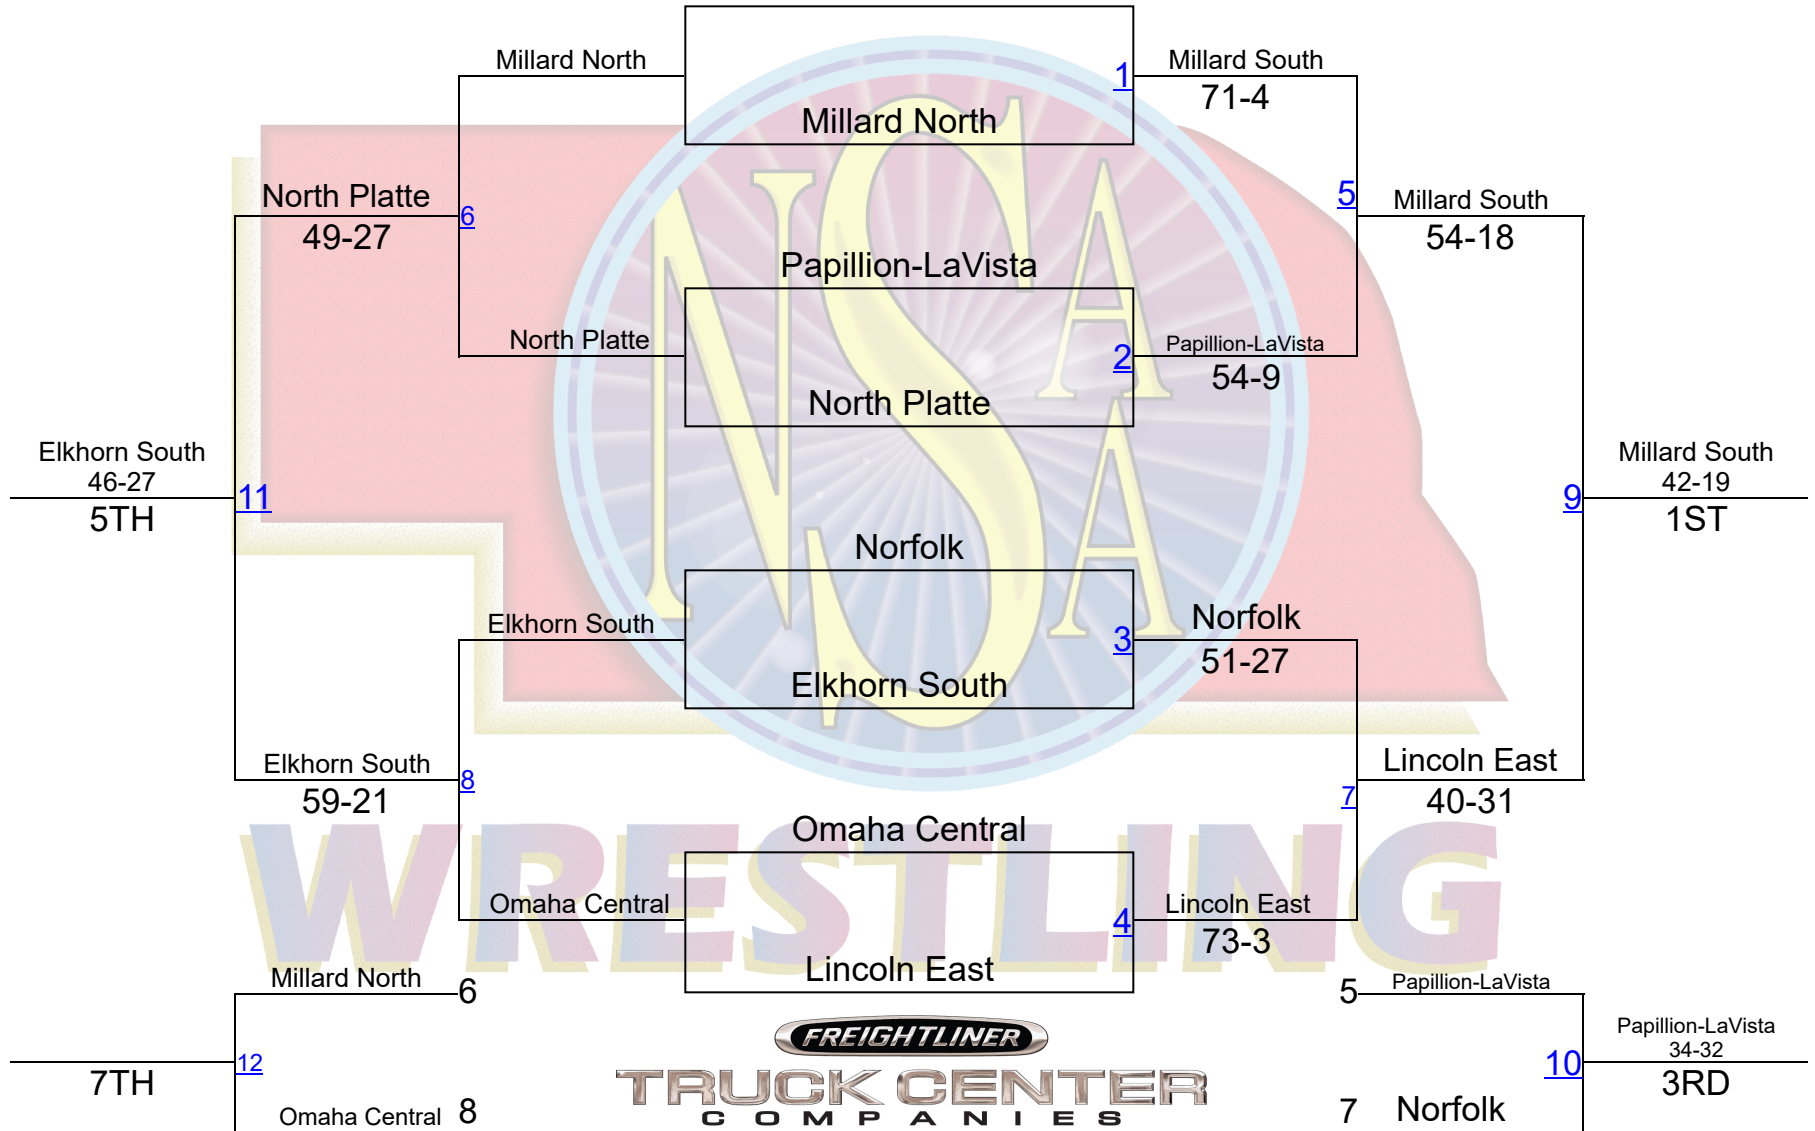 Millard North
1
Millard South
71-4
Millard North
North Platte
49-27
6
5
Millard South
54-18
Papillion-LaVista
North Platte
2
Papillion-LaVista
54-9
North Platte
Elkhorn South
46-27
11
5TH
Millard South
42-19
9
1ST
Norfolk
Elkhorn South
3
Norfolk
51-27
Elkhorn South
Elkhorn South
59-21
8
7
Lincoln East
40-31
Omaha Central
Omaha Central
4
Lincoln East
73-3
Lincoln East
Millard North
6
5
Papillion-LaVista
12
7TH
Papillion-LaVista
34-32
10
3RD
Omaha Central
8
7
Norfolk
NSAA
WRESTLING
FREIGHTLINER
TRUCK CENTER
COMPANIES